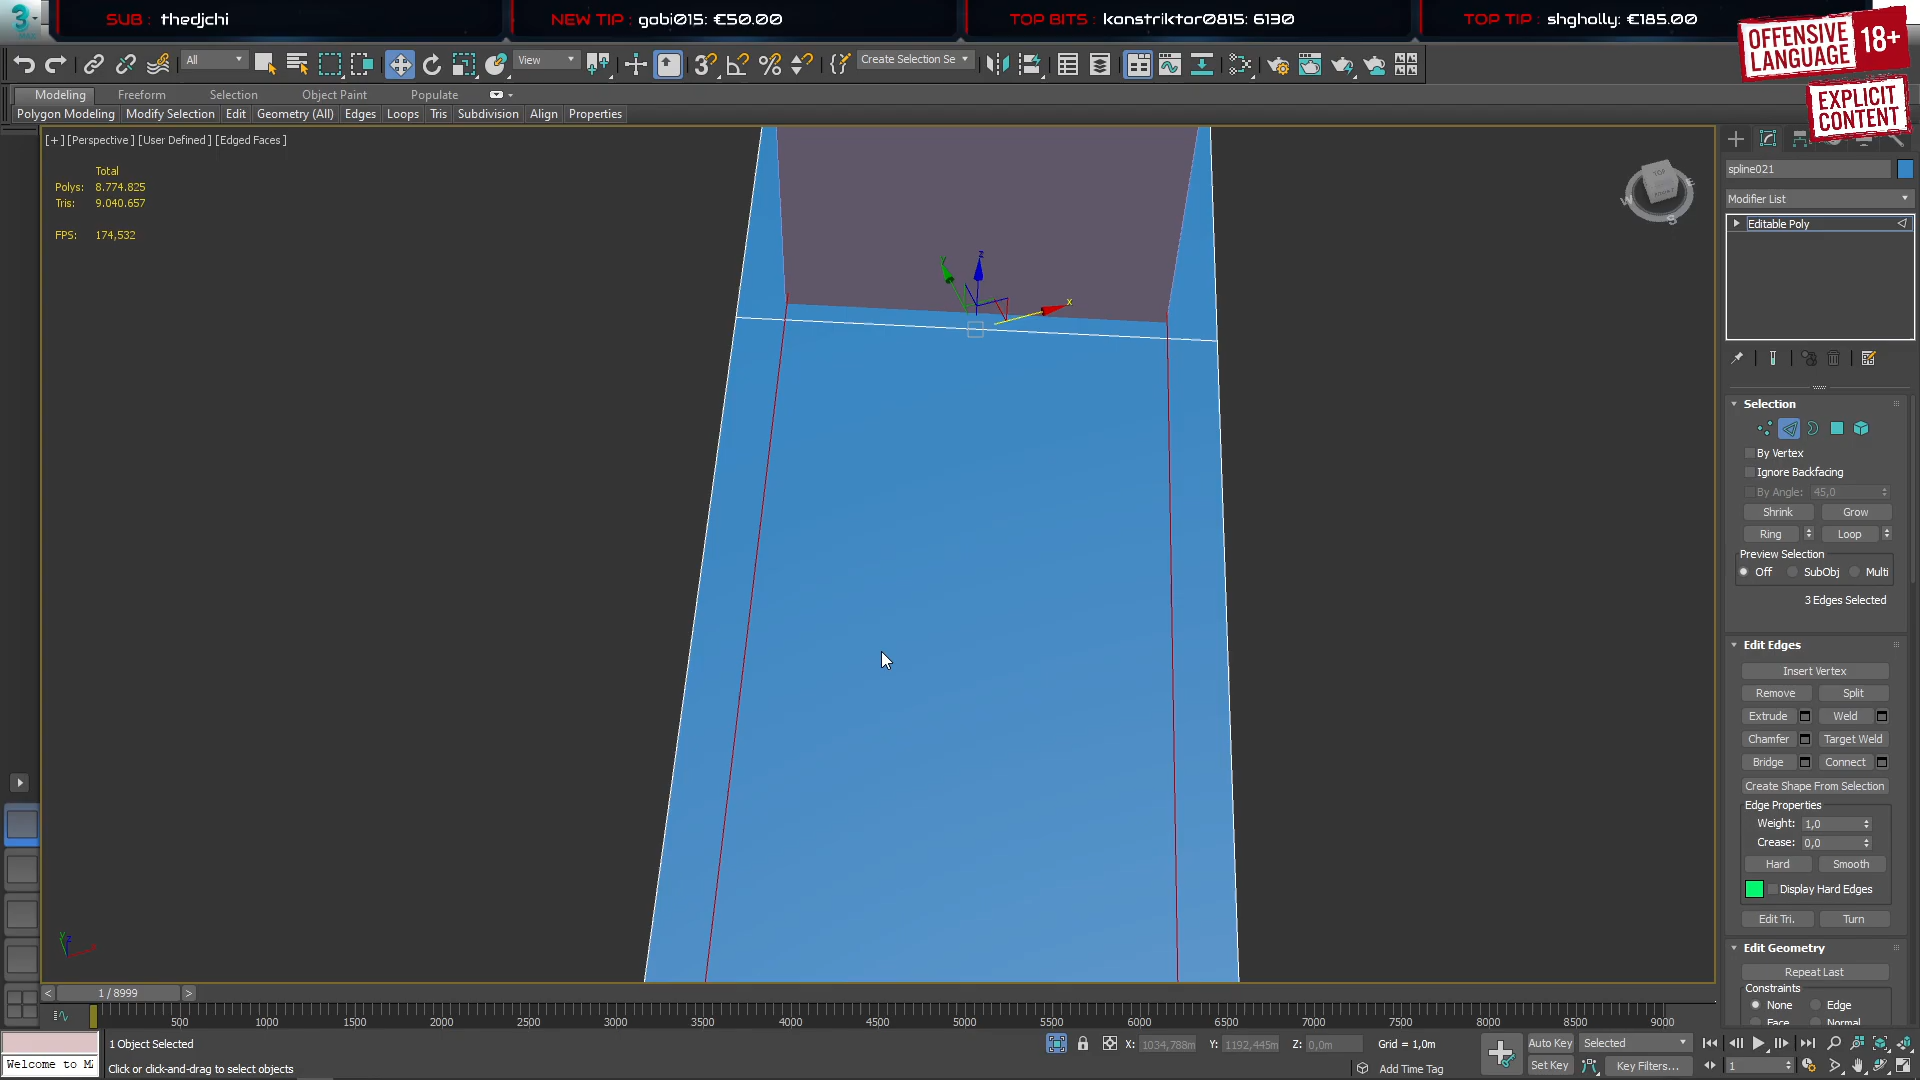 SUB : thedjchi
NEW TIP : gobi015: €50.00
TOP BITS : konstriktor0815: 6130
TOP TIP : shgholly: €185.00
OFFENSIVE LANGUAGE 18+
EXPLICIT CONTENT
3
MAX
All
View
Create Selection Se
Modeling
Freeform
Selection
Object Paint
Populate
Polygon Modeling
Modify Selection
Edit
Geometry (All)
Edges
Loops
Tris
Subdivision
Align
Properties
[+] [Perspective ] [User Defined ] [Edged Faces ]
Total
Polys: 8.774.825
Tris: 9.040.657
FPS: 174,532
z
y
x
TOP
FRONT
W
S
E
spline021
Modifier List
Editable Poly
Selection
By Vertex
Ignore Backfacing
By Angle: 45,0
Shrink
Grow
Ring
Loop
Preview Selection
Off
SubObj
Multi
3 Edges Selected
Edit Edges
Insert Vertex
Remove
Split
Extrude
Weld
Chamfer
Target Weld
Bridge
Connect
Create Shape From Selection
Edge Properties
Weight: 1,0
Crease: 0,0
Hard
Smooth
Display Hard Edges
Edit Tri.
Turn
Edit Geometry
Repeat Last
Constraints
None
Edge
Face
Normal
< 1 / 8999 >
500 1000 1500 2000 2500 3000 3500 4000 4500 5000 5500 6000 6500 7000 7500 8000 8500 9000
1 Object Selected
Welcome to M
Click or click-and-drag to select objects
X: 1034,788m
Y: 1192,445m
Z: 0,0m
Grid = 1,0m
Add Time Tag
Auto Key
Selected
Set Key
Key Filters...
1